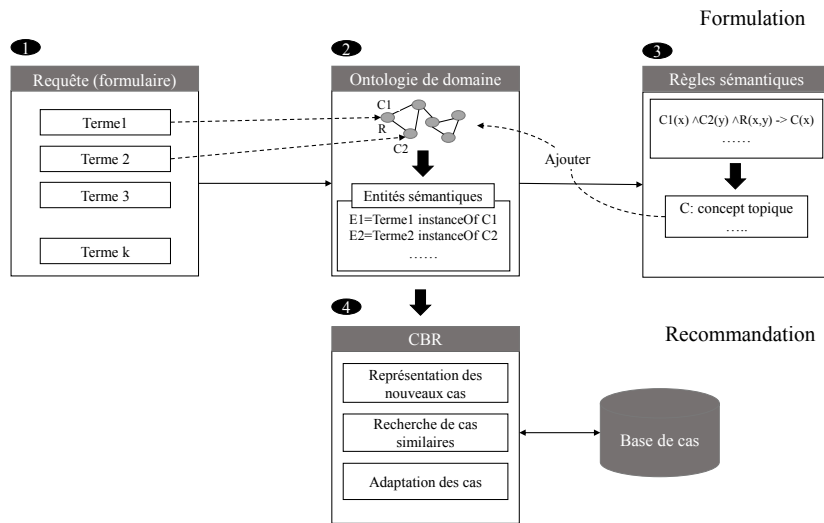 Formulation
1
Requête (formulaire)
Terme1
Terme 2
Terme 3
Terme k
2
Ontologie de domaine
C1
R
C2
Entités sémantiques
E1=Terme1 instanceOf C1
E2=Terme2 instanceOf C2
……
Ajouter
3
Règles sémantiques
C1(x) ˄C2(y) ˄R(x,y) -> C(x)
……
C: concept topique
…..
4
Recommandation
CBR
Représentation des
nouveaux cas
Recherche de cas
similaires
Adaptation des cas
Base de cas